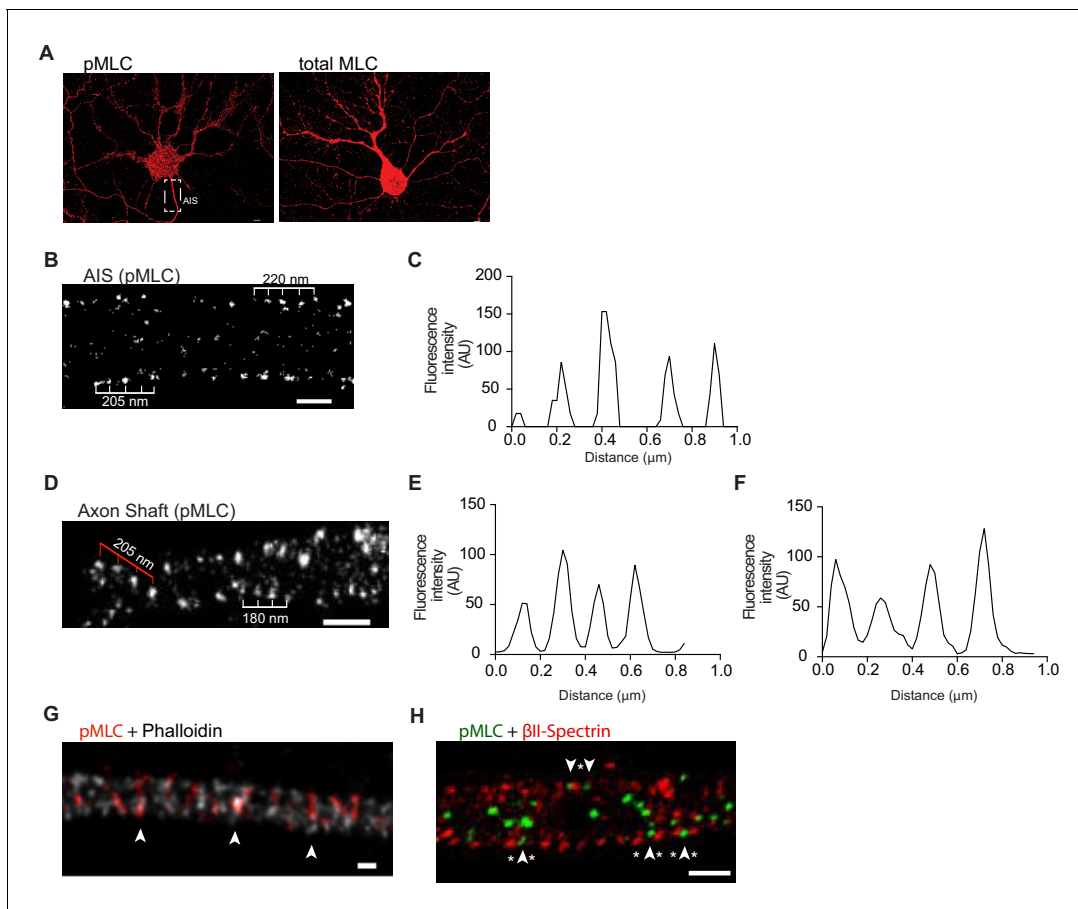 A
pMLC
total MLC
AIS
B
AIS (pMLC)
220 nm
205 nm
C
Fluorescence
intensity
(AU)
200
150
100
50
0
0.0 0.2 0.4 0.6 0.8 1.0
Distance (μm)
D
Axon Shaft (pMLC)
205 nm
180 nm
E
Fluorescence
intensity
(AU)
150
100
50
0
0.0 0.2 0.4 0.6 0.8 1.0
Distance (μm)
F
Fluorescence
intensity
(AU)
150
100
50
0
0.0 0.2 0.4 0.6 0.8 1.0
Distance (μm)
G
pMLC + Phalloidin
H
pMLC + βII-Spectrin
* 
* * * * * *